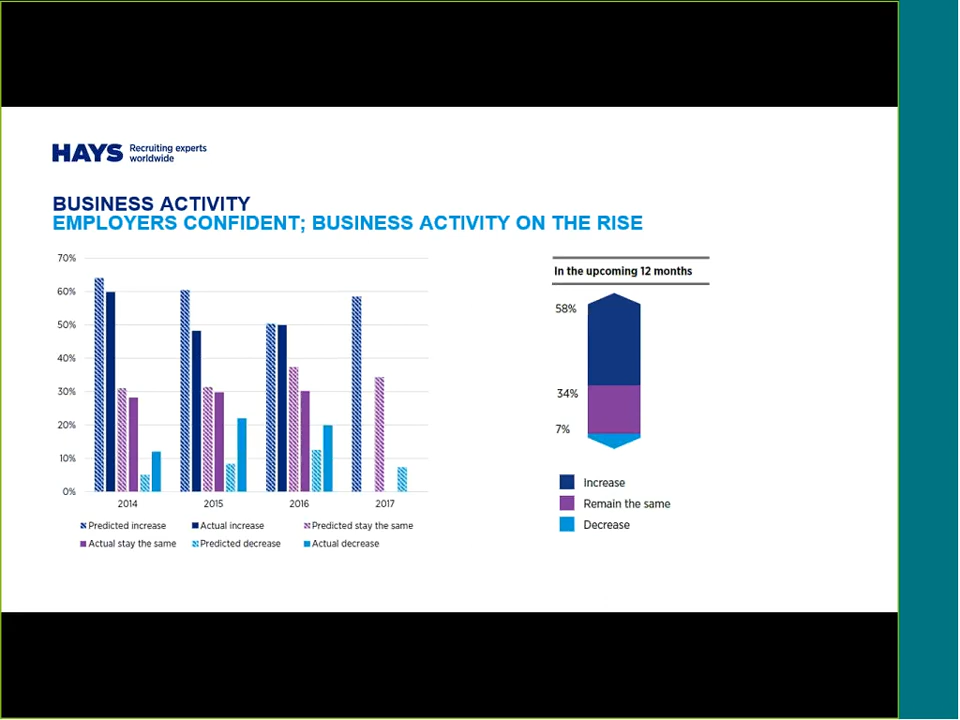 HAYS Recruiting experts
worldwide
BUSINESS ACTIVITY
EMPLOYERS CONFIDENT; BUSINESS ACTIVITY ON THE RISE
70%
60%
50%
40%
30%
20%
10%
0%
2014 2015 2016 2017
Predicted increase Actual increase Predicted stay the same
Actual stay the same Predicted decrease Actual decrease
In the upcoming 12 months
58%
34%
7%
Increase
Remain the same
Decrease